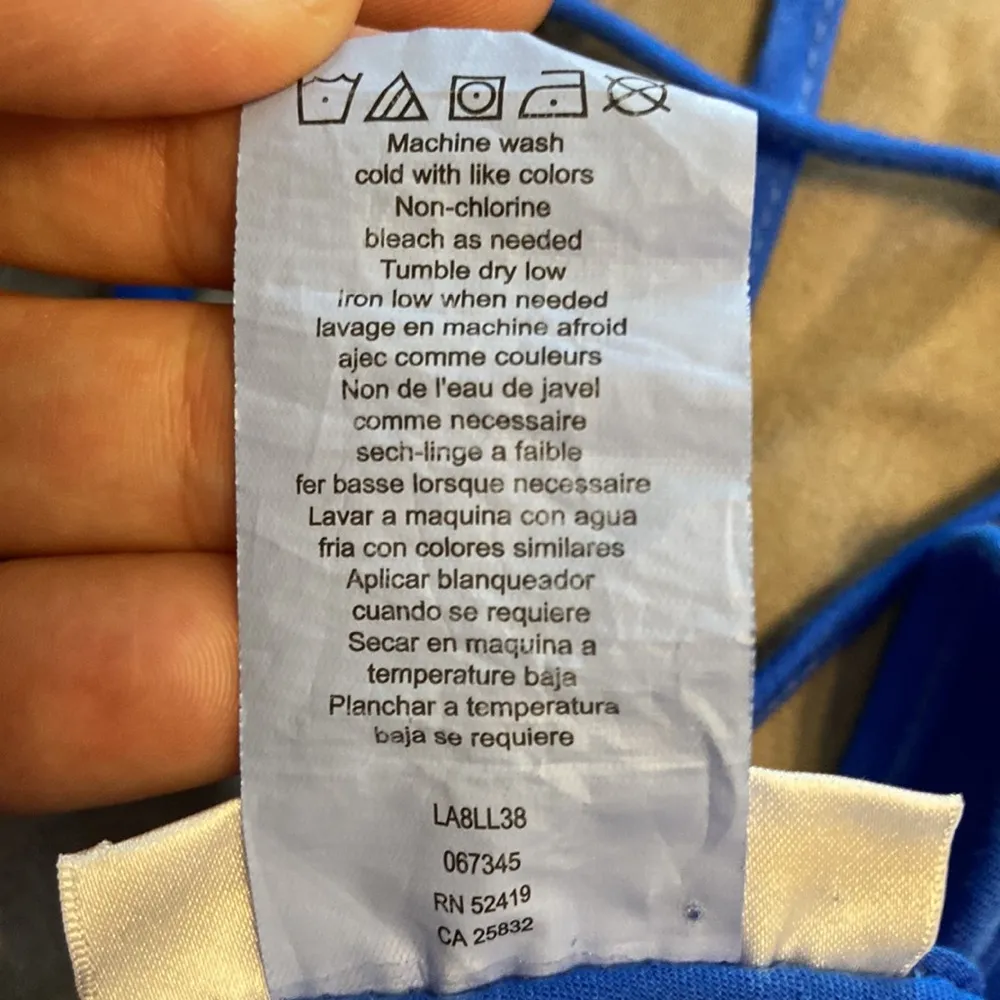 Machine wash
cold with like colors
Non-chlorine
bleach as needed
Tumble dry low
iron low when needed
lavage en machine afroid
ajec comme couleurs
Non de l'eau de javel
comme necessaire
sech-linge a faible
fer basse lorsque necessaire
Lavar a maquina con agua
fria con colores similares
Aplicar blanqueador
cuando se requiere
Secar en maquina a
temperature baja
Planchar a temperatura
baja se requiere
LA8LL38
067345
RN 52419
CA 25832